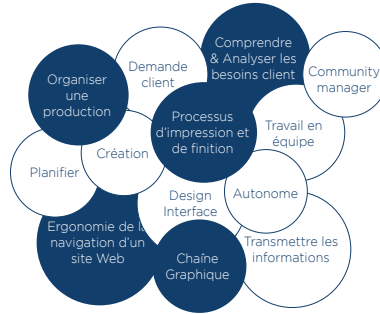 Comprendre
& Analyser les
besoins client
Demande
client
Community
manager
Organiser
une
production
Processus
d'impression et
de finition
Travail en
équipe
Création
Planifier
Design
Interface
Autonome
Ergonomie de la
navigation d'un
site Web
Transmettre les
informations
Chaîne
Graphique